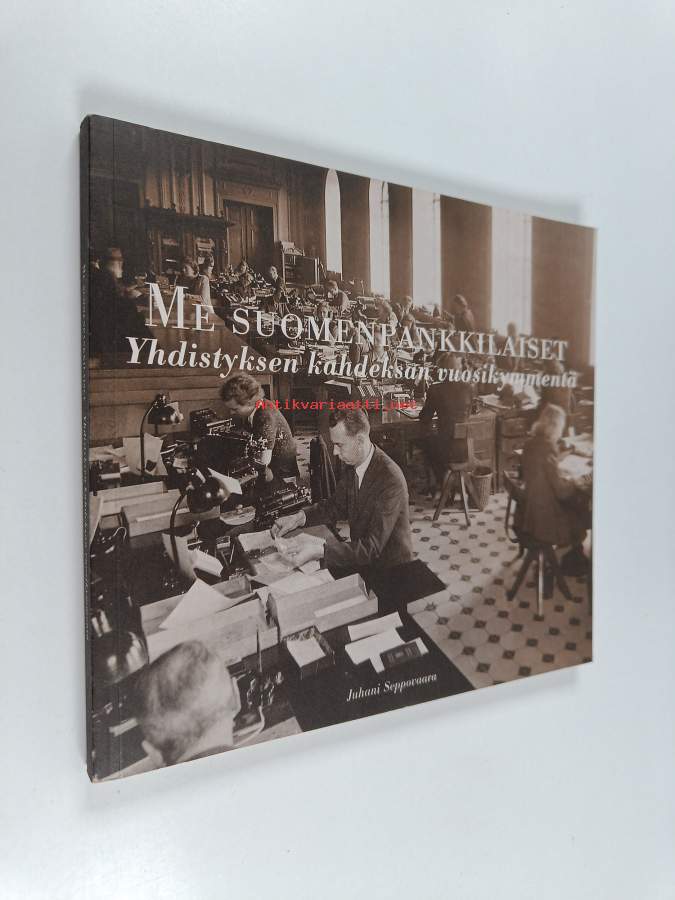 ME SUOMENPANKKILAISET
Yhdistyksen kahdeksan vuosikymmentä
antikvariaatti.net
Juhani Seppovaara